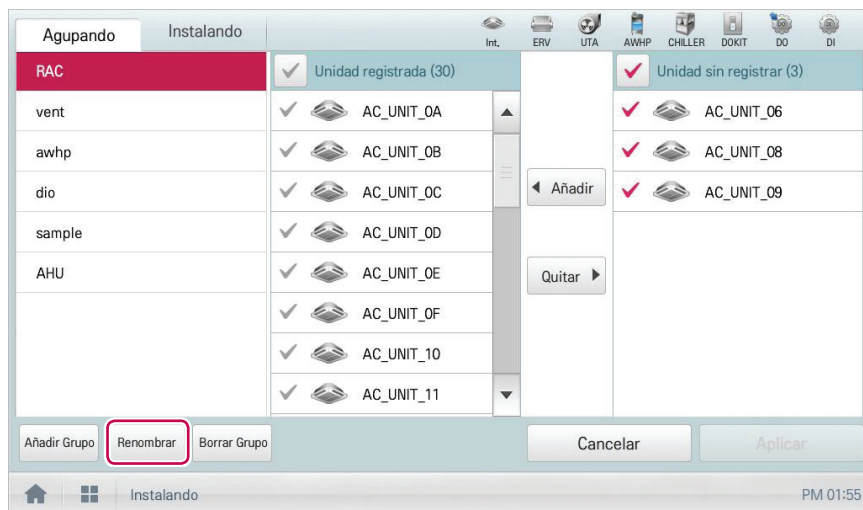 Agupando
Instalando
Int.
ERV
UTA
AWHP
CHILLER
DOKIT
DO
DI
RAC
vent
awhp
dio
sample
AHU
Unidad registrada (30)
AC_UNIT_0A
AC_UNIT_0B
AC_UNIT_0C
AC_UNIT_0D
AC_UNIT_0E
AC_UNIT_0F
AC_UNIT_10
AC_UNIT_11
Añadir
Quitar
Unidad sin registrar (3)
AC_UNIT_06
AC_UNIT_08
AC_UNIT_09
Añadir Grupo
Renombrar
Borrar Grupo
Cancelar
Aplicar
Instalando
PM 01:55